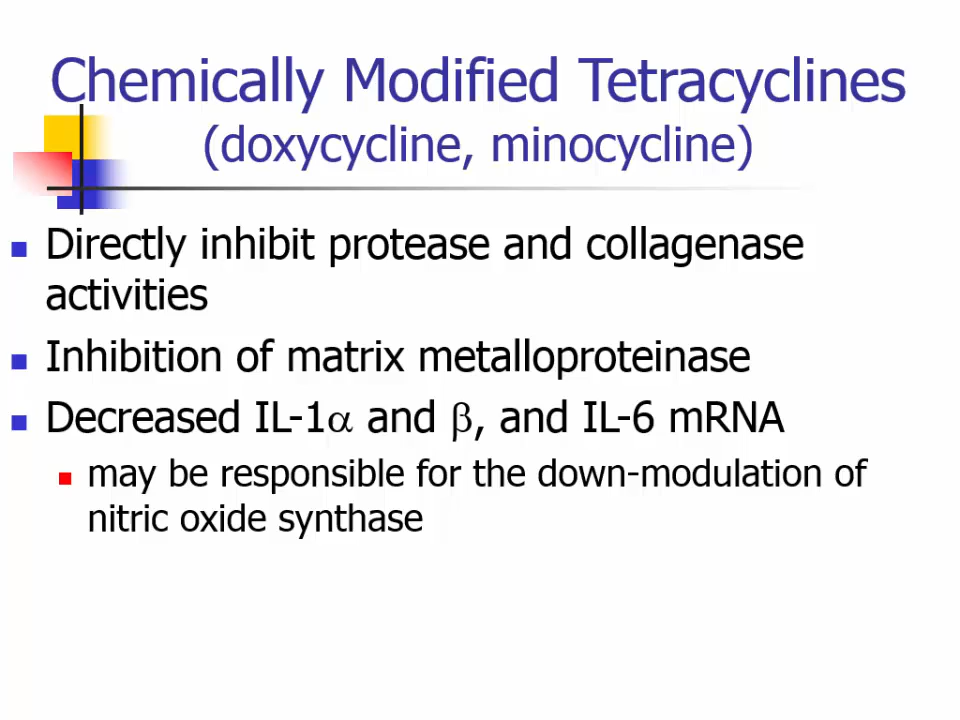 Chemically Modified Tetracyclines
(doxycycline, minocycline)
Directly inhibit protease and collagenase
activities
Inhibition of matrix metalloproteinase
Decreased IL-1α and β, and IL-6 mRNA
may be responsible for the down-modulation of
nitric oxide synthase